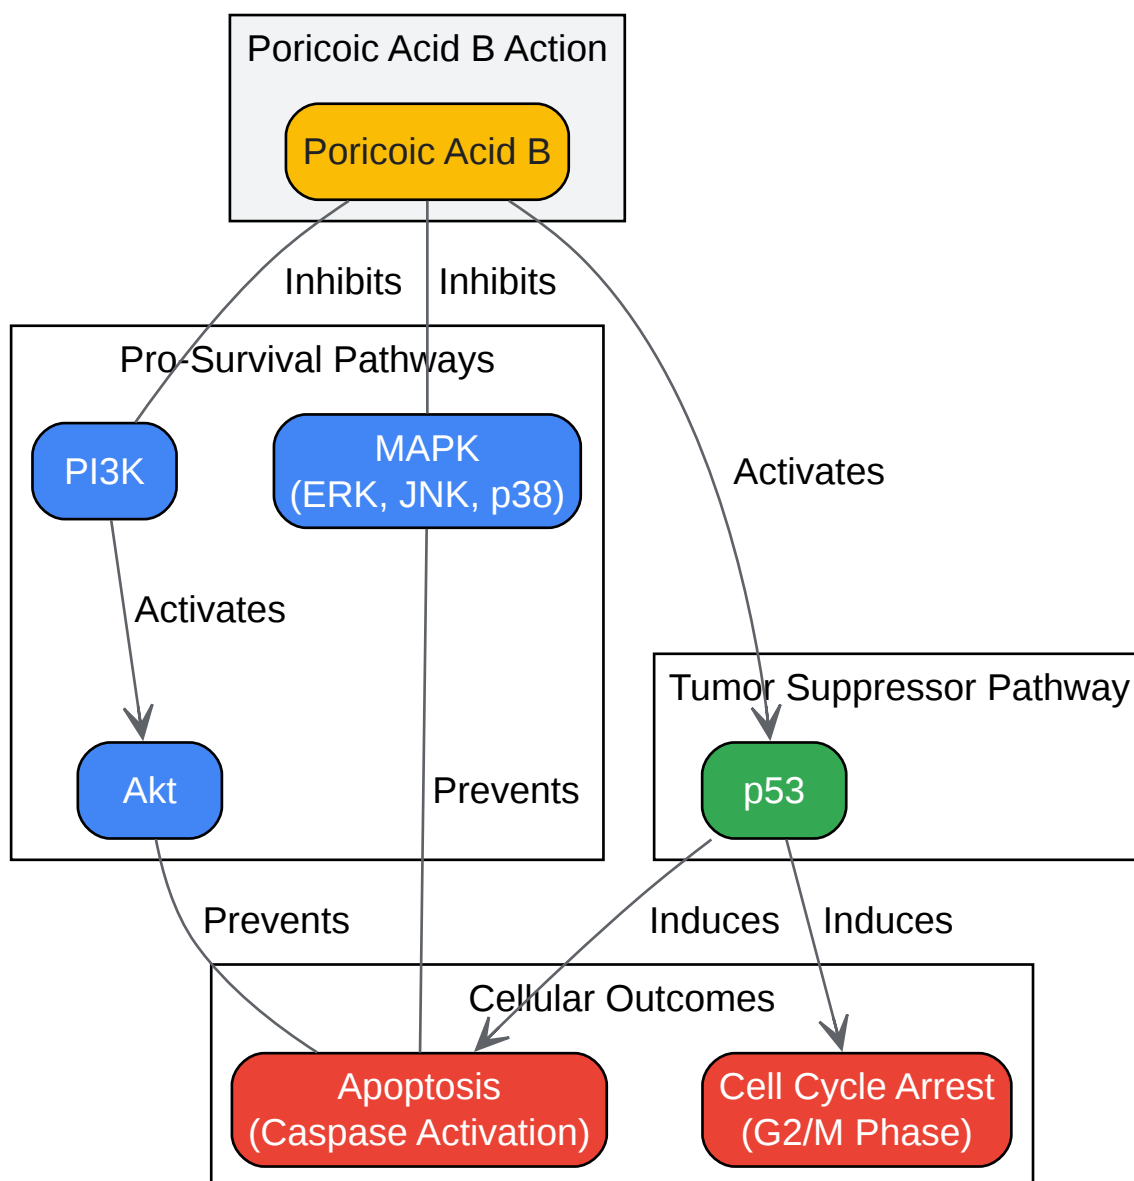 Poricoic Acid B Action
Poricoic Acid B
Inhibits
Inhibits
Pro-Survival Pathways
PI3K
MAPK
(ERK, JNK, p38)
Activates
Activates
Tumor Suppressor Pathway
Akt
Prevents
p53
Prevents
Induces
Induces
Cellular Outcomes
Apoptosis
(Caspase Activation)
Cell Cycle Arrest
(G2/M Phase)